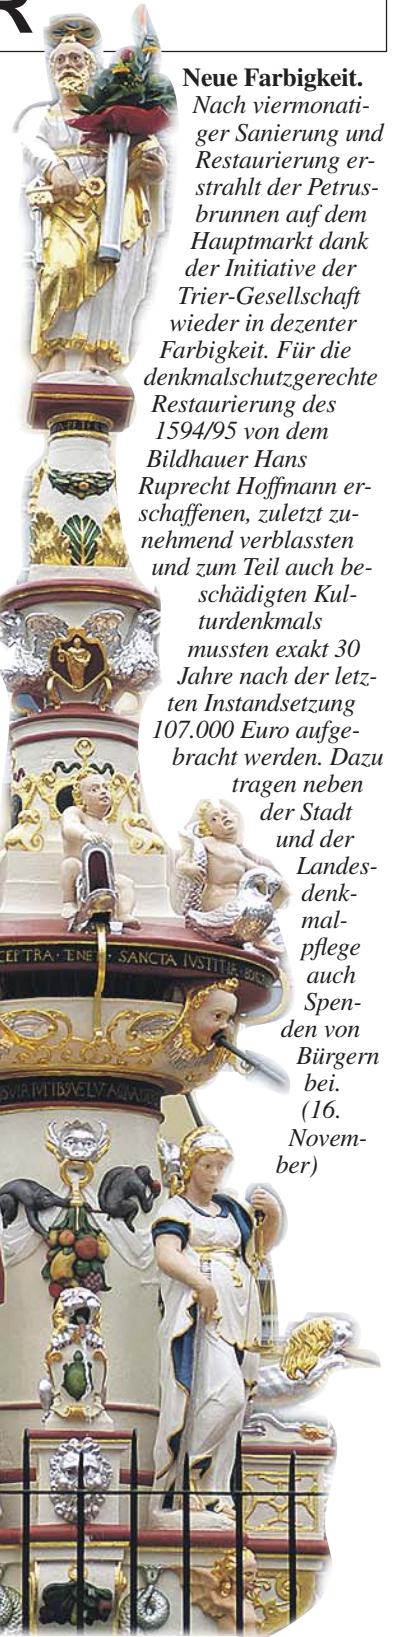 R
Neue Farbigkeit.
Nach viermonati-
ger Sanierung und
Restaurierung er-
strahlt der Petrus-
brunnen auf dem
Hauptmarkt dank
der Initiative der
Trier-Gesellschaft
wieder in dezenter
Farbigkeit. Für die
denkmalschutzgerechte
Restaurierung des
1594/95 von dem
Bildhauer Hans
Ruprecht Hoffmann er-
schaffenen, zuletzt zu-
nehmend verblassten
und zum Teil auch be-
schädigten Kul-
turdenkmals
mussten exakt 30
Jahre nach der letz-
ten Instandsetzung
107.000 Euro aufge-
bracht werden. Dazu
tragen neben
der Stadt
und der
Landes-
denk-
mal-
pflege
auch
Spen-
den von
Bürgern
bei.
(16.
Novem-
ber)
TENET · SANCTA IVSTITIA